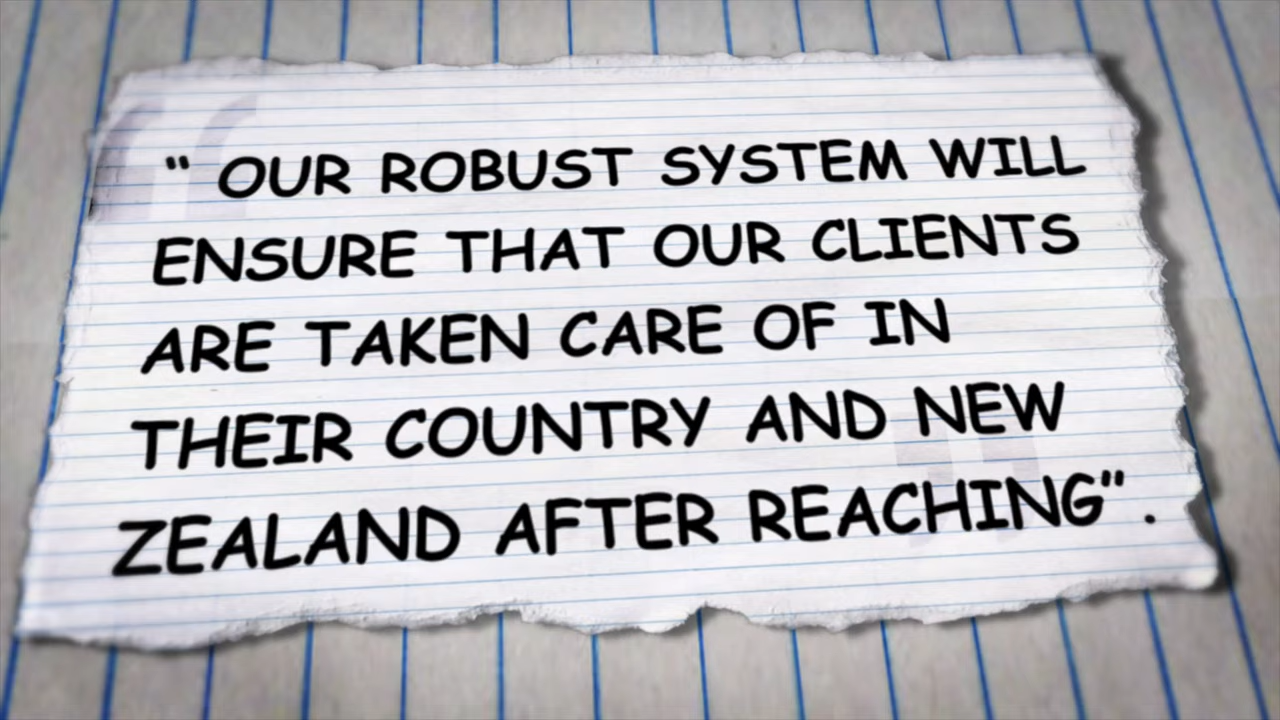 “ OUR ROBUST SYSTEM WILL
ENSURE THAT OUR CLIENTS
ARE TAKEN CARE OF IN
THEIR COUNTRY AND NEW
ZEALAND AFTER REACHING”.